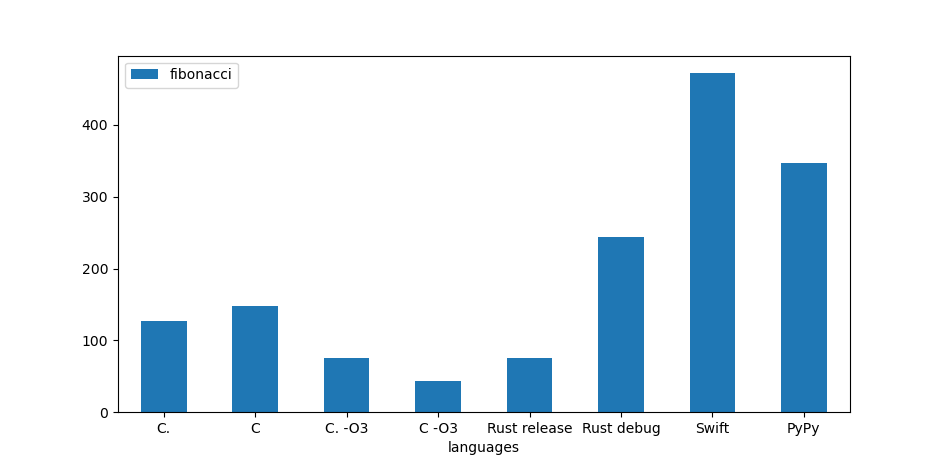 fibonacci
400
300
200
100
0
C. C C. -O3 C -O3 Rust release Rust debug Swift PyPy
languages